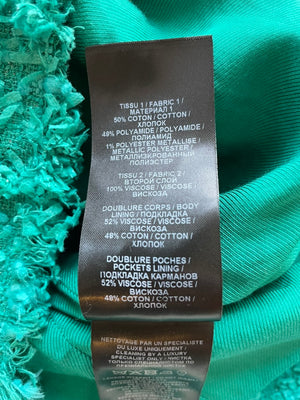 TISSU 1 / FABRIC 1 /
МАТЕРИАЛ 1
50% COTON / COTTON /
ХЛОПОК
49% POLYAMIDE / POLYAMIDE /
ПОЛИАМИД
1% POLYESTER METALLISE /
METALLIC POLYESTER /
МЕТАЛЛИЗИРОВАННЫЙ
ПОЛИЭСТЕР
TISSU 2 / FABRIC 2 /
ВТОРОЙ СЛОЙ
100% VISCOSE / VISCOSE /
ВИСКОЗА
DOUBLURE CORPS / BODY
LINING / ПОДКЛАДКА
52% VISCOSE / VISCOSE /
ВИСКОЗА
48% COTON / COTTON /
ХЛОПОК
DOUBLURE POCHES /
POCKETS LINING /
ПОДКЛАДКА КАРМАНОВ
52% VISCOSE / VISCOSE /
ВИСКОЗА
48% COTON / COTTON /
ХЛОПОК
NETTOYAGE PAR UN SPECIALISTE
DU LUXE UNIQUEMENT /
CLEANING BY A LUXURY
SPECIALIST ONLY / ЧИСТКА